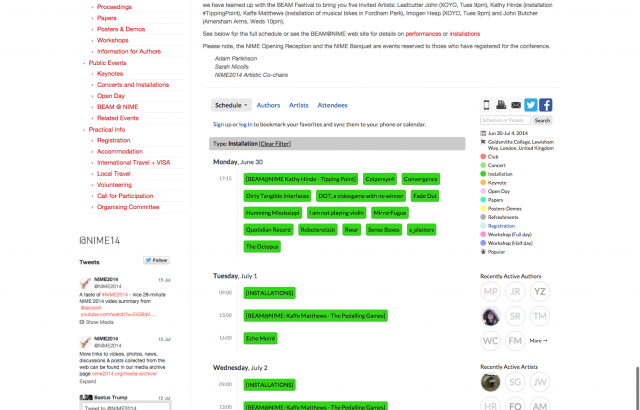 Proceedings
Papers
Posters & Demos
Workshops
Information for Authors
Public Events
Keynotes
Concerts and Installations
Open Day
BEAM @ NIME
Related Events
Practical Info
Registration
Accommodation
International Travel + VISA
Local Travel
Volunteering
Call for Participation
Organising Committee
@NIME14
Tweets
Follow
NIME2014
15 Jul
@NIME2014
A taste of #NIME2014 - nice 28-minute
NIME 2014 video summary from
@abramh
youtube.com/watch?v=EiGBdV...
Show Media
NIME2014
15 Jul
@NIME2014
More links to videos, photos, news,
discussions & posts collected from the
web can be found in our media archive
page nime2014.org/media-archive/
Expand
Bastus Trump
12 Jul
Tweet to @NIME2014
we have teamed up with the BEAM Festival to bring you five Invited Artists: Leafcutter John (XOYO, Tues 9pm), Kathy Hinde (installation
#TippingPoint), Kaffe Matthews (installation of musical bikes in Fordham Park), Imogen Heap (XOYO, Tues 9pm) and John Butcher
(Amersham Arms, Weds 10pm).
See below for the full schedule or see the BEAM@NIME web site for details on performances or installations
Please note, the NIME Opening Reception and the NIME Banquet are events reserved to those who have registered for the conference.
Adam Parkinson
Sarah Nicolls
NIME2014 Artistic Co-chairs
Schedule
Authors
Artists
Attendees
Sign up or log in to bookmark your favorites and sync them to your phone or calendar.
Type: Installation [Clear Filter]
Monday, June 30
17:15
[BEAM@NIME Kathy Hinde - Tipping Point]
Colpersyx4
Convergence
Dirty Tangible Interfaces
DOT, a videogame with no winner
Fade Out
Humming Mississippi
I am not playing violin
MirrorFugue
Quotidian Record
Roboterstück
Rwar
Sense Boxes
s_platters
The Octopus
Tuesday, July 1
09:00
[INSTALLATIONS]
13:00
[BEAM@NIME: Kaffe Matthews - The Pedalling Games]
16:00
Echo Moiré
Wednesday, July 2
09:00
[INSTALLATIONS]
13:00
[BEAM@NIME: Kaffe Matthews - The Pedalling Games]
Schedule or People
Search
Jun 30-Jul 4, 2014
Goldsmiths College, Lewisham
Way, London, United Kingdom
Club
Concert
Installation
Keynote
Open Day
Papers
Posters-Demos
Refreshments
Registration
Workshop (Full day)
Workshop (Half day)
Popular
Recently Active Authors
MP
JR
YZ
SR
TM
WC
FM
More →
Recently Active Artists
SG
JW
HR
FO
AM